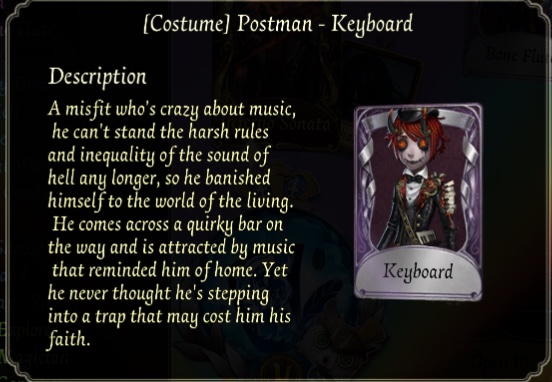 [Costume] Postman - Keyboard
Bone Flu
Description
A misfit who's crazy about music,
he can't stand the harsh rules
and inequality of the sound of
hell any longer, so he banished
himself to the world of the living.
He comes across a quirky bar on
the way and is attracted by music
that reminded him of home. Yet
he never thought he's stepping
into a trap that may cost him his
faith.
Sonata
Keyboard